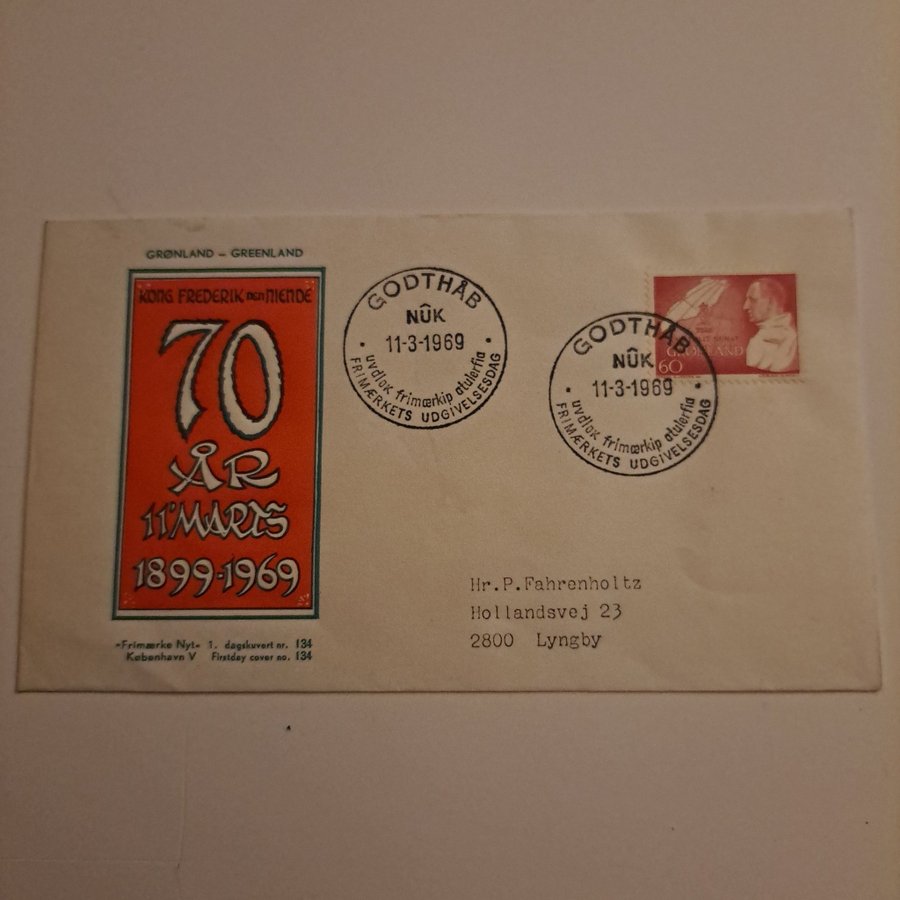 GRØNLAND – GREENLAND
KONG FREDERIK DEN NIENDE
70
ÅR
11' MARTS
1899-1969
»Frimærke Nyt« 1. dagskuvert nr. 134
København V Firstday cover no. 134
GODTHÅB
NÛK
11-3-1969
uvdlok frimærkip atulerfia
FRIMÆRKETS UDGIVELSESDAG
GODTHÅB
NÛK
11-3-1969
uvdlok frimærkip atulerfia
FRIMÆRKETS UDGIVELSESDAG
GRØNLAND
60
Hr.P.Fahrenholtz
Hollandsvej 23
2800 Lyngby